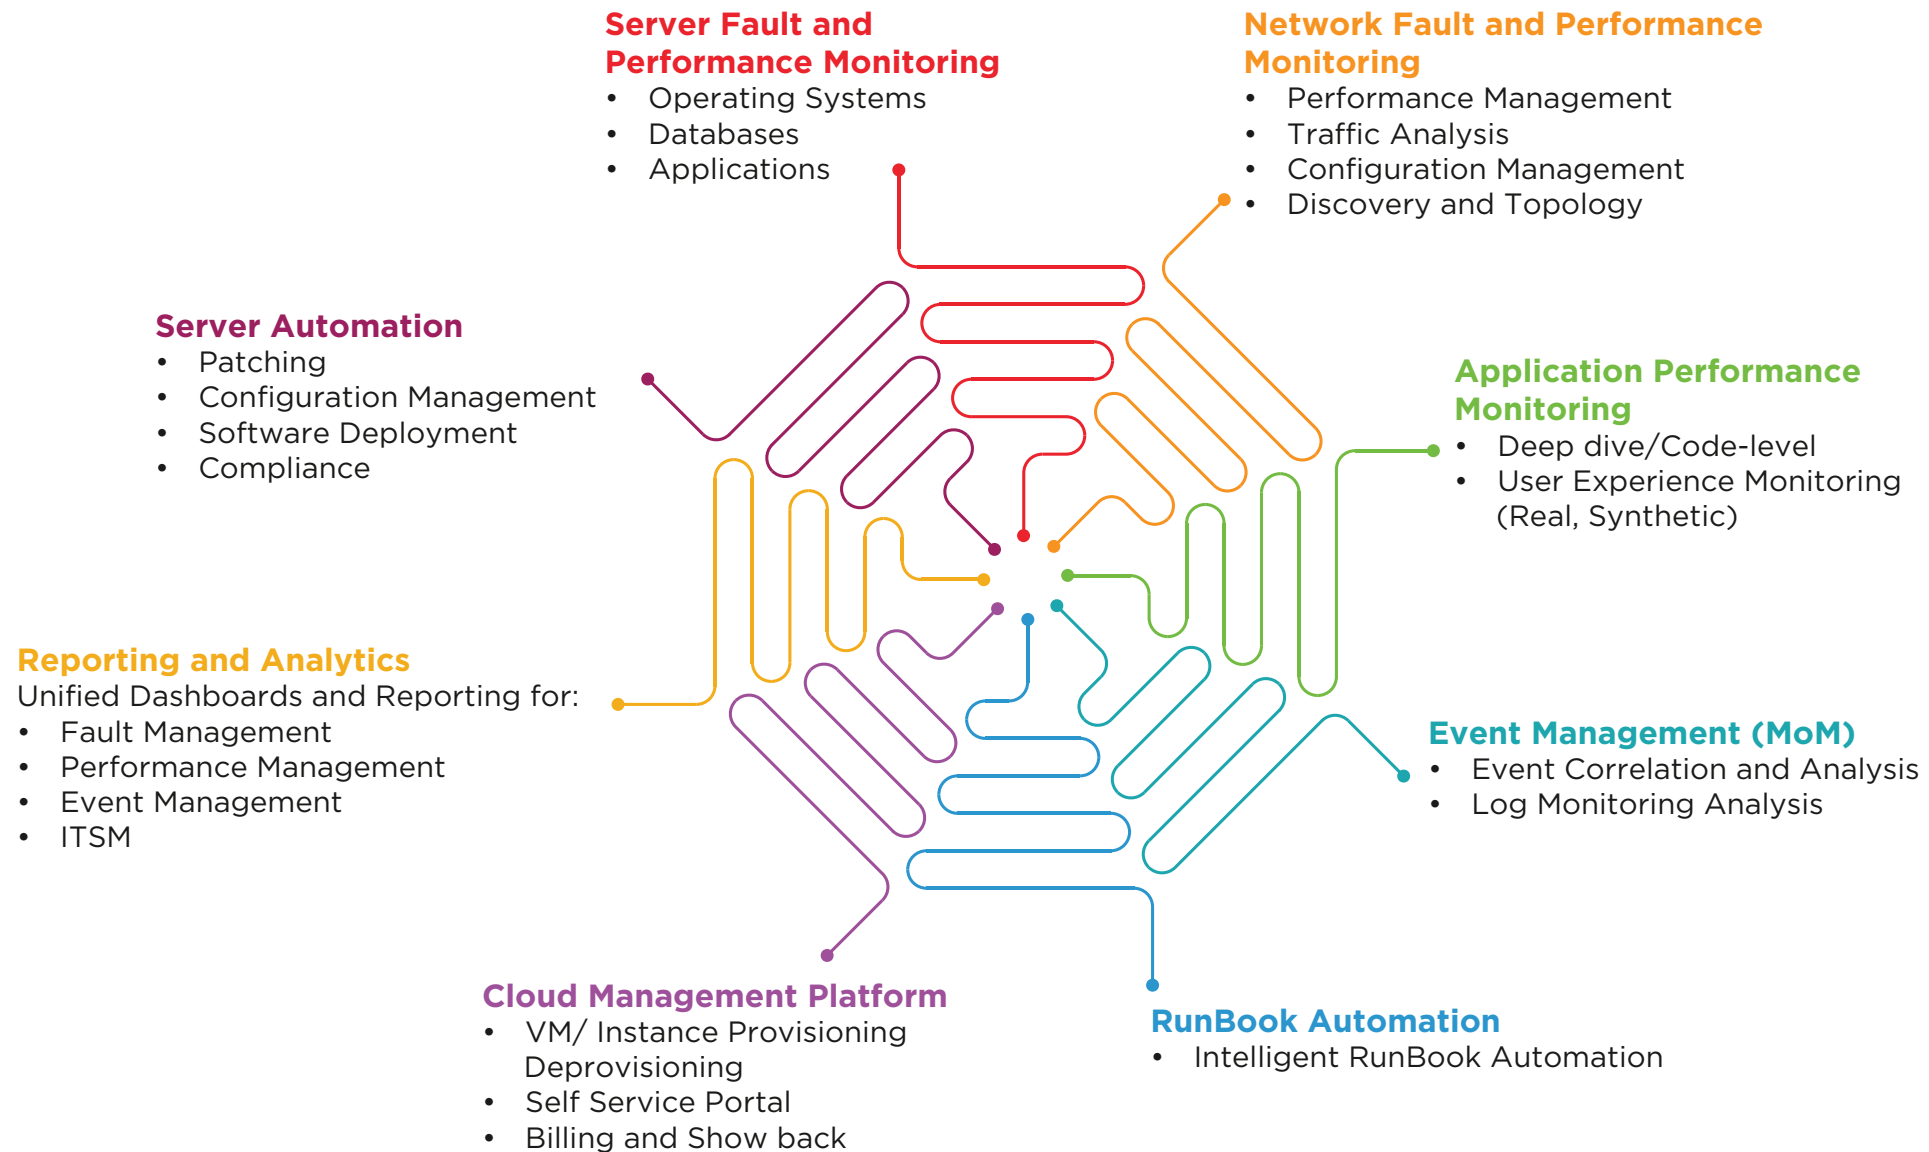 Server Fault and
Performance Monitoring
• Operating Systems
• Databases
• Applications
Network Fault and Performance
Monitoring
• Performance Management
• Traffic Analysis
• Configuration Management
• Discovery and Topology
Server Automation
• Patching
• Configuration Management
• Software Deployment
• Compliance
Application Performance
Monitoring
• Deep dive/Code-level
• User Experience Monitoring
(Real, Synthetic)
Reporting and Analytics
Unified Dashboards and Reporting for:
• Fault Management
• Performance Management
• Event Management
• ITSM
Event Management (MoM)
• Event Correlation and Analysis
• Log Monitoring Analysis
Cloud Management Platform
• VM/ Instance Provisioning
Deprovisioning
• Self Service Portal
• Billing and Show back
RunBook Automation
• Intelligent RunBook Automation